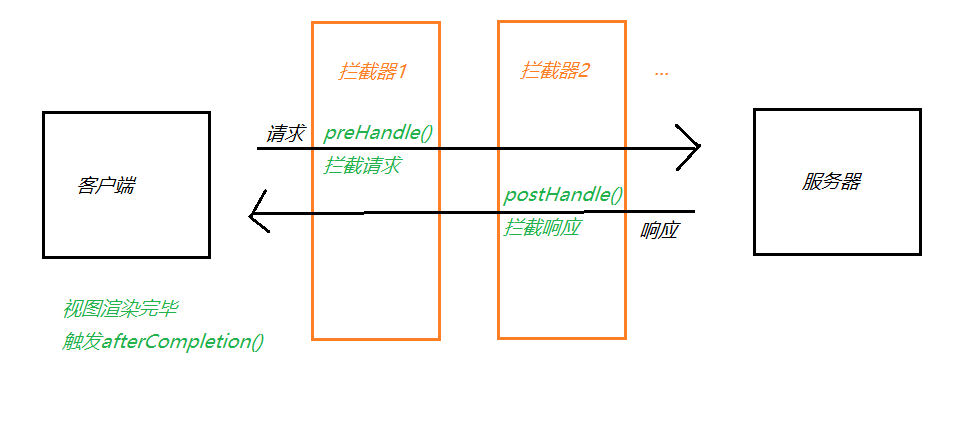 拦截器1
拦截器2
...
请求
preHandle()
拦截请求
客户端
服务器
postHandle()
拦截响应
响应
视图渲染完毕
触发afterCompletion()